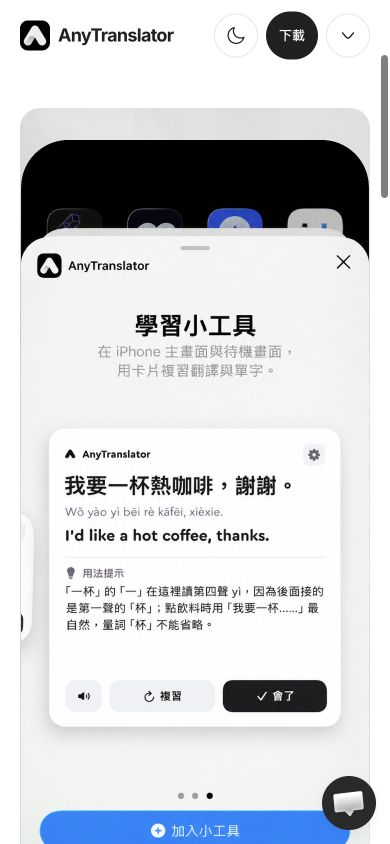 AnyTranslator
下載
AnyTranslator
學習小工具
在 iPhone 主畫面與待機畫面，
用卡片複習翻譯與單字。
AnyTranslator
我要一杯熱咖啡，謝謝。
Wǒ yào yì bēi rè kāfēi, xièxie.
I'd like a hot coffee, thanks.
用法提示
「一杯」的「一」在這裡讀第四聲 yì，因為後面接的
是第一聲的「杯」；點飲料時用「我要一杯……」最
自然，量詞「杯」不能省略。
複習
會了
加入小工具